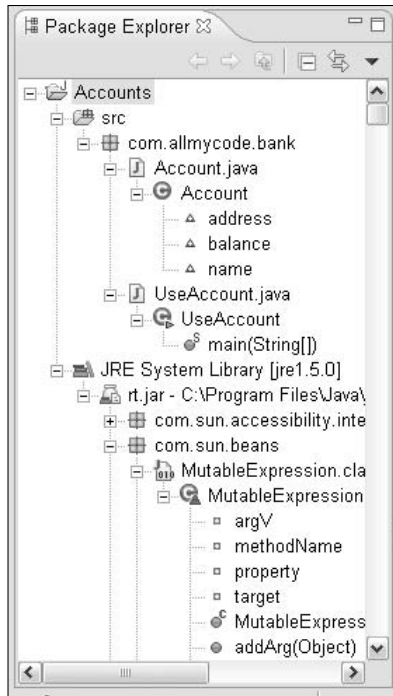 Package Explorer
Accounts
src
com.allmycode.bank
Account.java
Account
address
balance
name
UseAccount.java
UseAccount
main(String[])
JRE System Library [jre1.5.0]
rt.jar - C:\Program Files\Java\
com.sun.accessibility.inte
com.sun.beans
MutableExpression.cla
MutableExpression
argV
methodName
property
target
MutableExpress
addArg(Object)